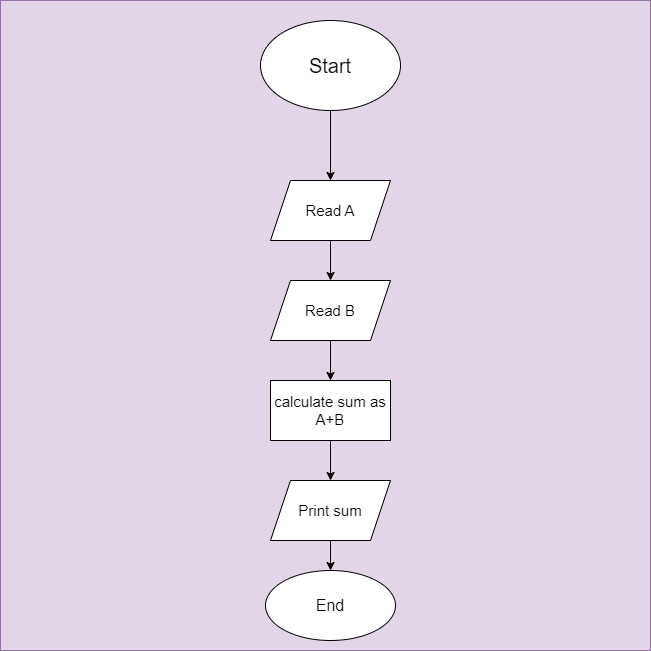 Start
Read A
Read B
calculate sum as
A+B
Print sum
End